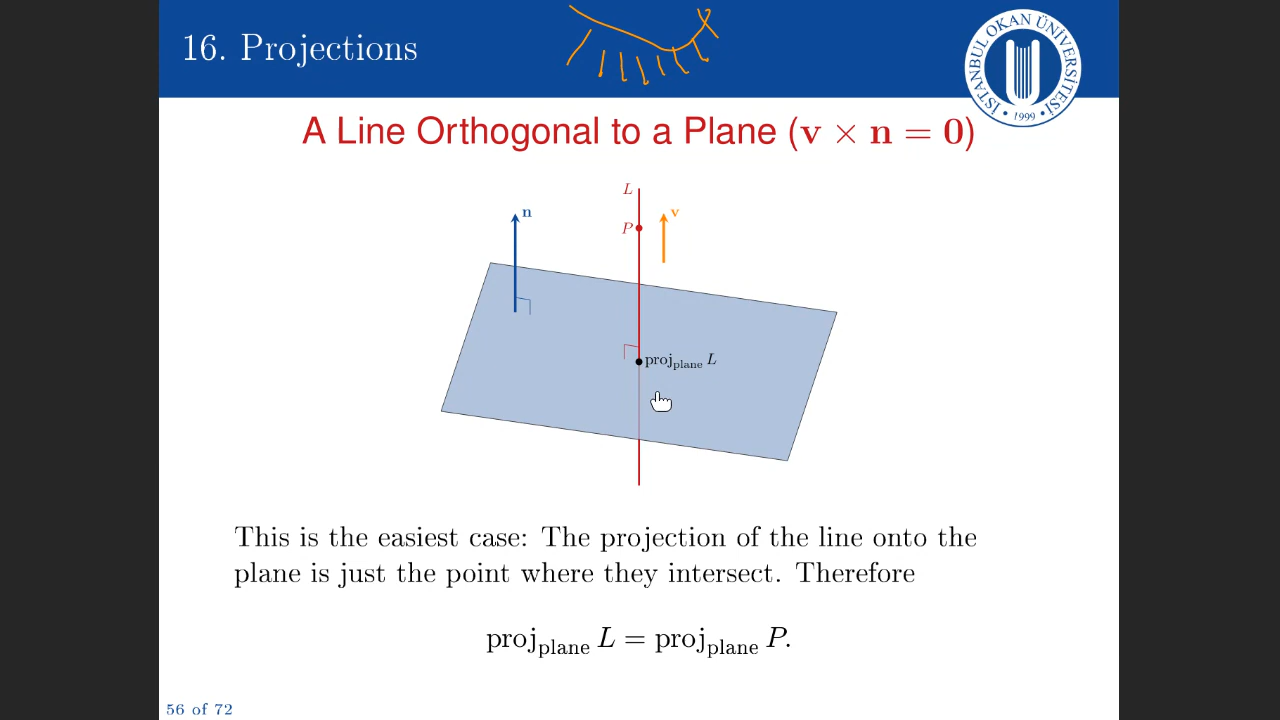 16. Projections
İSTANBUL OKAN ÜNİVERSİTESİ
• 1999 •
A Line Orthogonal to a Plane (v × n = 0)
L
n
v
P
proj_plane L
This is the easiest case: The projection of the line onto the
plane is just the point where they intersect. Therefore
proj_plane L = proj_plane P.
56 of 72